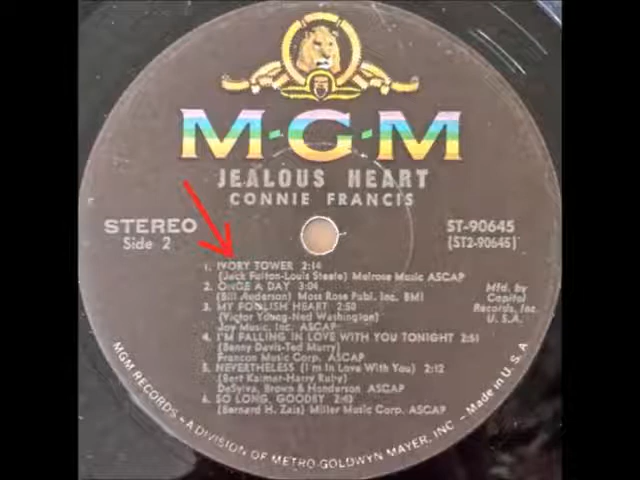 M·G·M
JEALOUS HEART
CONNIE FRANCIS
STEREO
Side 2
ST-90645
(ST2-90645)
1. IVORY TOWER 2:14
(Jack Fulton-Louis Steele) Melrose Music ASCAP
2. ONCE A DAY 3:04
(Bill Anderson) Moss Rose Publ. Inc. BMI
3. MY FOOLISH HEART 2:50
(Victor Young-Ned Washington)
Joy Music, Inc. ASCAP
4. I'M FALLING IN LOVE WITH YOU TONIGHT 2:51
(Benny Davis-Ted Murry)
Francon Music Corp. ASCAP
5. NEVERTHELESS (I'm In Love With You) 2:12
(Bert Kalmar-Harry Ruby)
DeSylva, Brown & Henderson ASCAP
6. SO LONG, GOODBY 2:43
(Bernard H. Zais) Miller Music Corp. ASCAP
Mfd. by
Capitol
Records, Inc.
U.S.A.
MGM RECORDS - A DIVISION OF METRO-GOLDWYN MAYER, INC. - Made in U.S.A